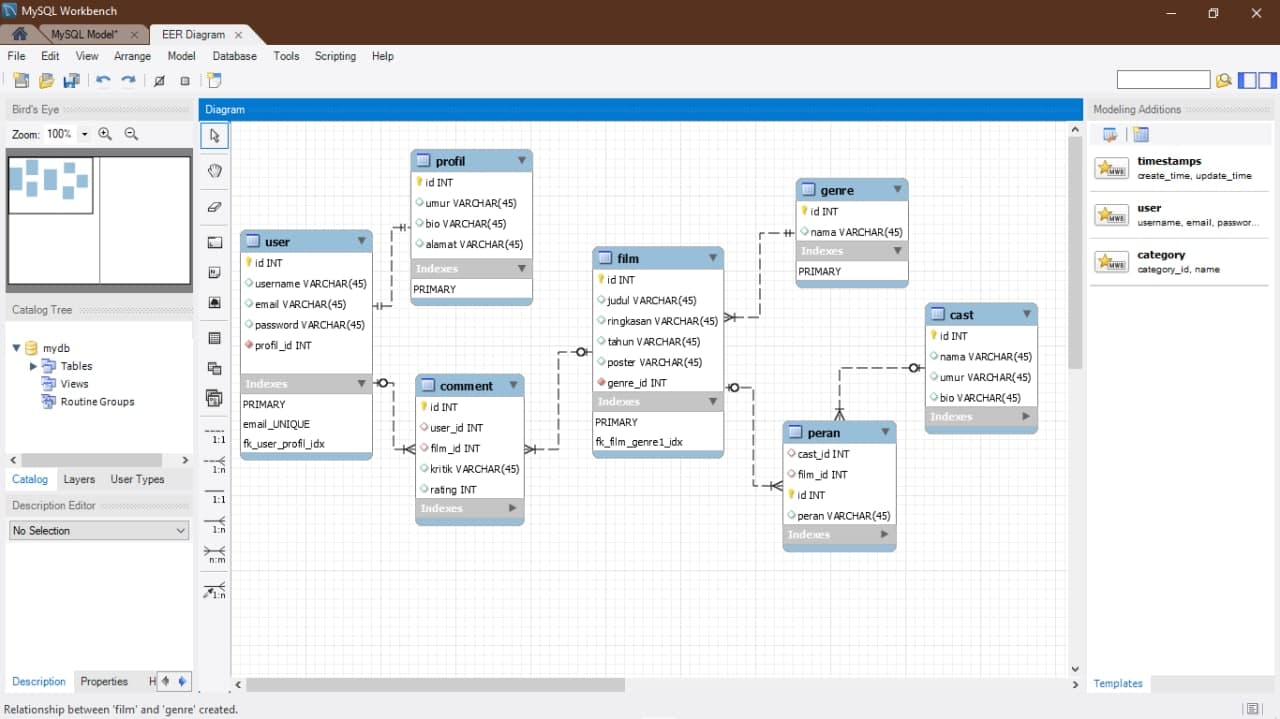 MySQL Workbench
MySQL Model* ×
EER Diagram ×
File Edit View Arrange Model Database Tools Scripting Help
Bird's Eye
Zoom: 100%
Catalog Tree
mydb
Tables
Views
Routine Groups
Catalog Layers User Types
Description Editor
No Selection
Description Properties H
1:1
1:n
1:1
1:n
n:m
1:n
Diagram
user
id INT
username VARCHAR(45)
email VARCHAR(45)
password VARCHAR(45)
profil_id INT
Indexes
PRIMARY
email_UNIQUE
fk_user_profil_idx
profil
id INT
umur VARCHAR(45)
bio VARCHAR(45)
alamat VARCHAR(45)
Indexes
PRIMARY
comment
id INT
user_id INT
film_id INT
kritik VARCHAR(45)
rating INT
Indexes
film
id INT
judul VARCHAR(45)
ringkasan VARCHAR(45)
tahun VARCHAR(45)
poster VARCHAR(45)
genre_id INT
Indexes
PRIMARY
fk_film_genre1_idx
genre
id INT
nama VARCHAR(45)
Indexes
PRIMARY
cast
id INT
nama VARCHAR(45)
umur VARCHAR(45)
bio VARCHAR(45)
Indexes
peran
cast_id INT
film_id INT
id INT
peran VARCHAR(45)
Indexes
Modeling Additions
MWB
timestamps
create_time, update_time
MWB
user
username, email, passwor...
MWB
category
category_id, name
Templates
Relationship between 'film' and 'genre' created.